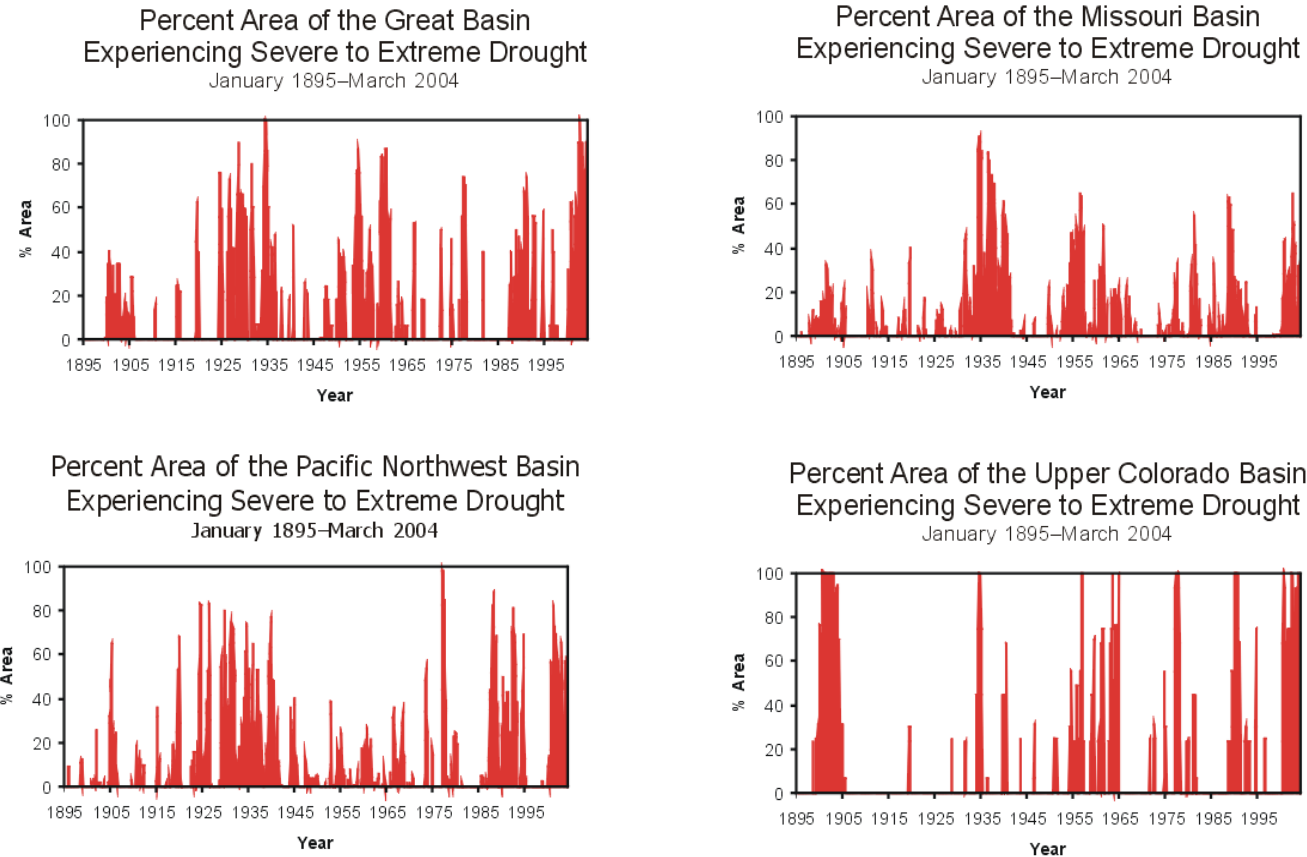 Percent Area of the Great Basin
Experiencing Severe to Extreme Drought
January 1895–March 2004
100
80
60
40
20
0
% Area
1895 1905 1915 1925 1935 1945 1955 1965 1975 1985 1995
Year
Percent Area of the Missouri Basin
Experiencing Severe to Extreme Drought
January 1895–March 2004
100
80
60
40
20
0
% Area
1895 1905 1915 1925 1935 1945 1955 1965 1975 1985 1995
Year
Percent Area of the Pacific Northwest Basin
Experiencing Severe to Extreme Drought
January 1895–March 2004
100
80
60
40
20
0
% Area
1895 1905 1915 1925 1935 1945 1955 1965 1975 1985 1995
Year
Percent Area of the Upper Colorado Basin
Experiencing Severe to Extreme Drought
January 1895–March 2004
100
80
60
40
20
0
% Area
1895 1905 1915 1925 1935 1945 1955 1965 1975 1985 1995
Year